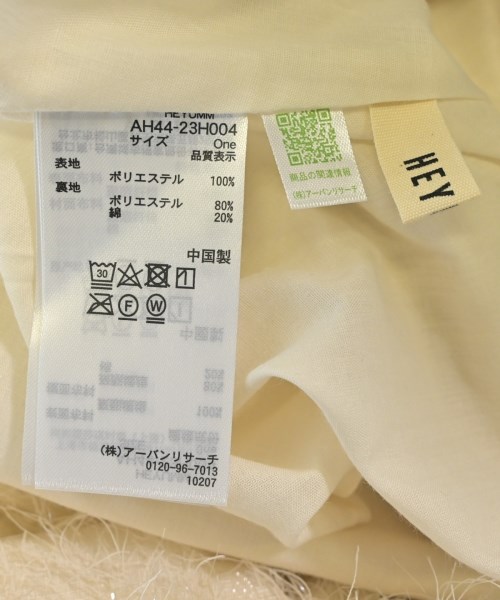 HEYUMM
AH44-23H004
サイズ One
品質表示
表地
ポリエステル 100%
裏地
ポリエステル 80%
綿 20%
中国製
30
F W
(株)アーバンリサーチ
0120-96-7013
10207
商品の関連情報
(株)アーバンリサーチ
HEY